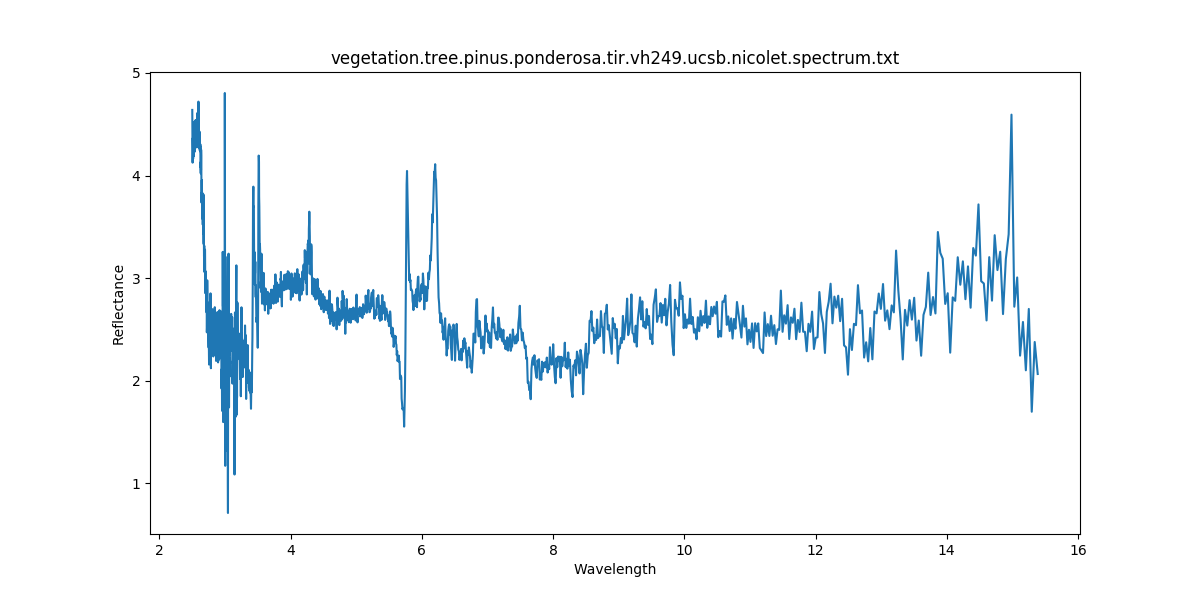 vegetation.tree.pinus.ponderosa.tir.vh249.ucsb.nicolet.spectrum.txt
5
4
3
2
1
Reflectance
2 4 6 8 10 12 14 16
Wavelength